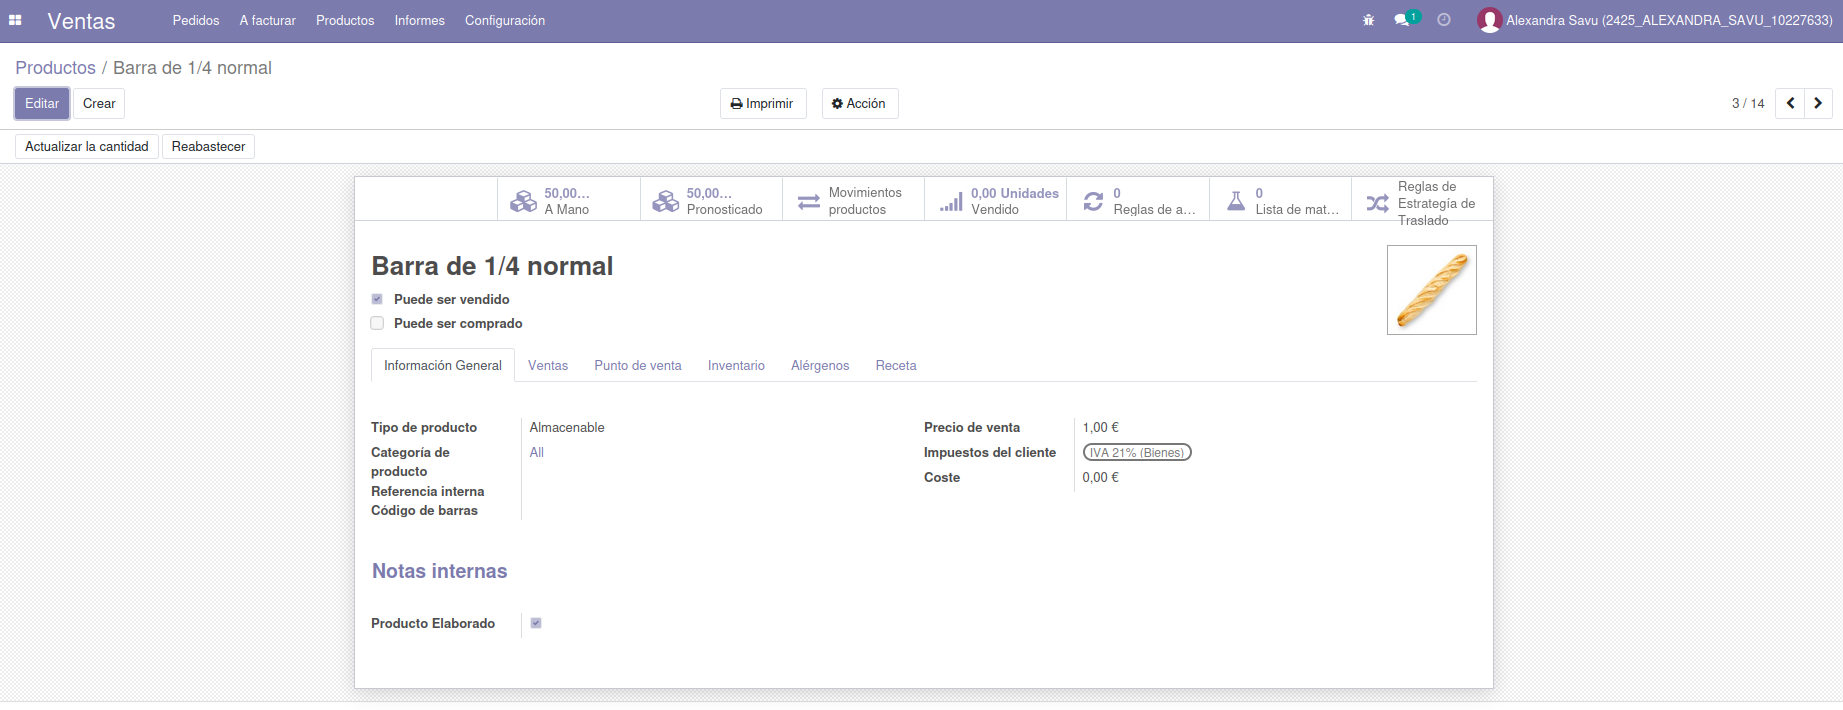 Ventas Pedidos A facturar Productos Informes Configuración 1 Alexandra Savu (2425_ALEXANDRA_SAVU_10227633)
Productos / Barra de 1/4 normal
Editar Crear Imprimir Acción 3 / 14
Actualizar la cantidad Reabastecer
50,00...
A Mano
50,00...
Pronosticado
Movimientos
productos
0,00 Unidades
Vendido
0
Reglas de a...
0
Lista de mat...
Reglas de
Estrategía de
Traslado
Barra de 1/4 normal
Puede ser vendido
Puede ser comprado
Información General Ventas Punto de venta Inventario Alérgenos Receta
Tipo de producto Almacenable
Categoría de
producto
All
Referencia interna
Código de barras
Precio de venta 1,00 €
Impuestos del cliente IVA 21% (Bienes)
Coste 0,00 €
Notas internas
Producto Elaborado